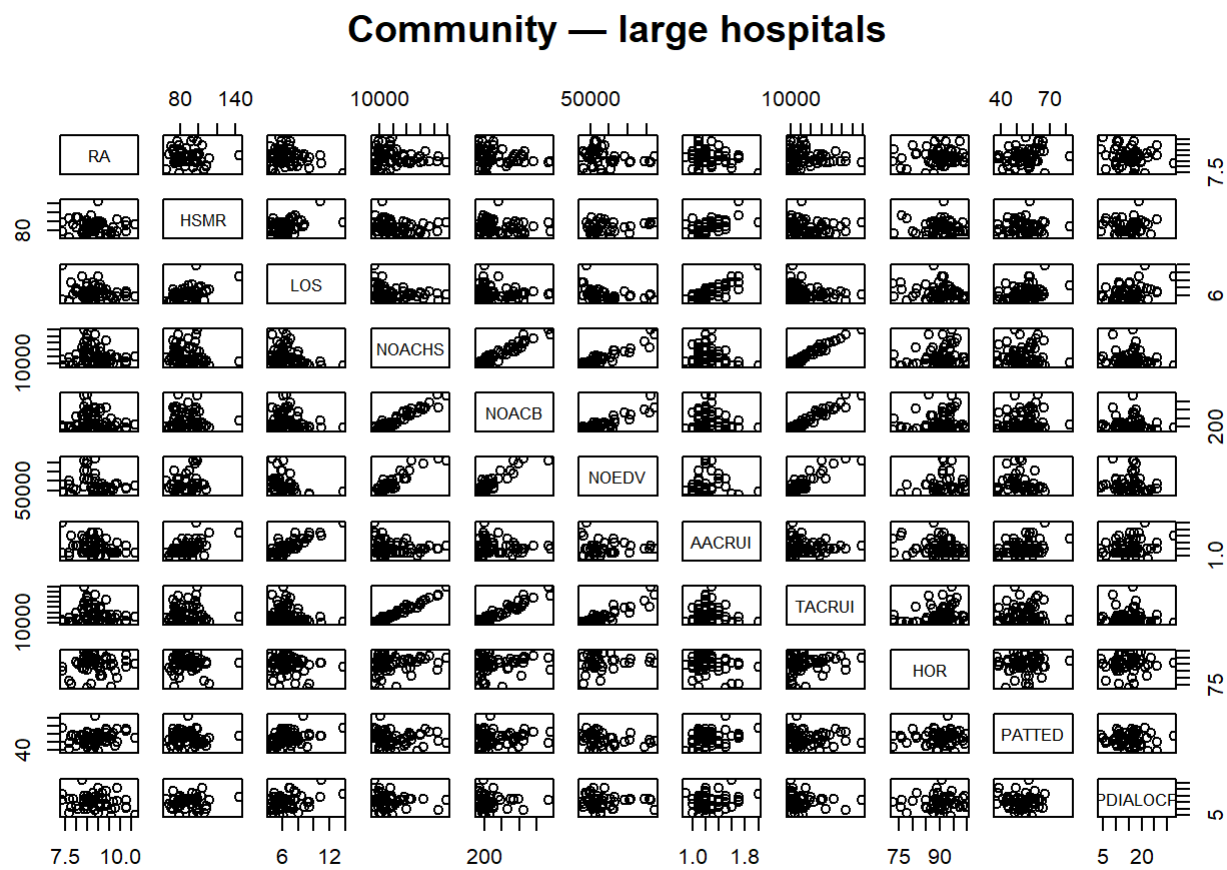 Community — large hospitals
80 140 10000 50000 10000 40 70
RA 7.5
80 HSMR
LOS 6
10000 NOACHS
NOACB 200
50000 NOEDV
AACRUI 1.0
10000 TACRUI
HOR 75
40 PATTED
PDIALOCF 5
7.5 10.0 6 12 200 1.0 1.8 75 90 5 20